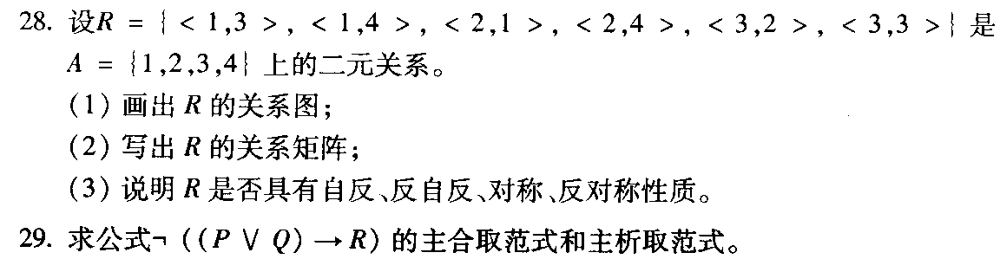 28. 设R = { < 1,3 > , < 1,4 > , < 2,1 > , < 2,4 > , < 3,2 > , < 3,3 > } 是
A = {1,2,3,4} 上的二元关系。
(1) 画出 R 的关系图;
(2) 写出 R 的关系矩阵;
(3) 说明 R 是否具有自反、反自反、对称、反对称性质。
29. 求公式¬ ((P ∨ Q) → R) 的主合取范式和主析取范式。